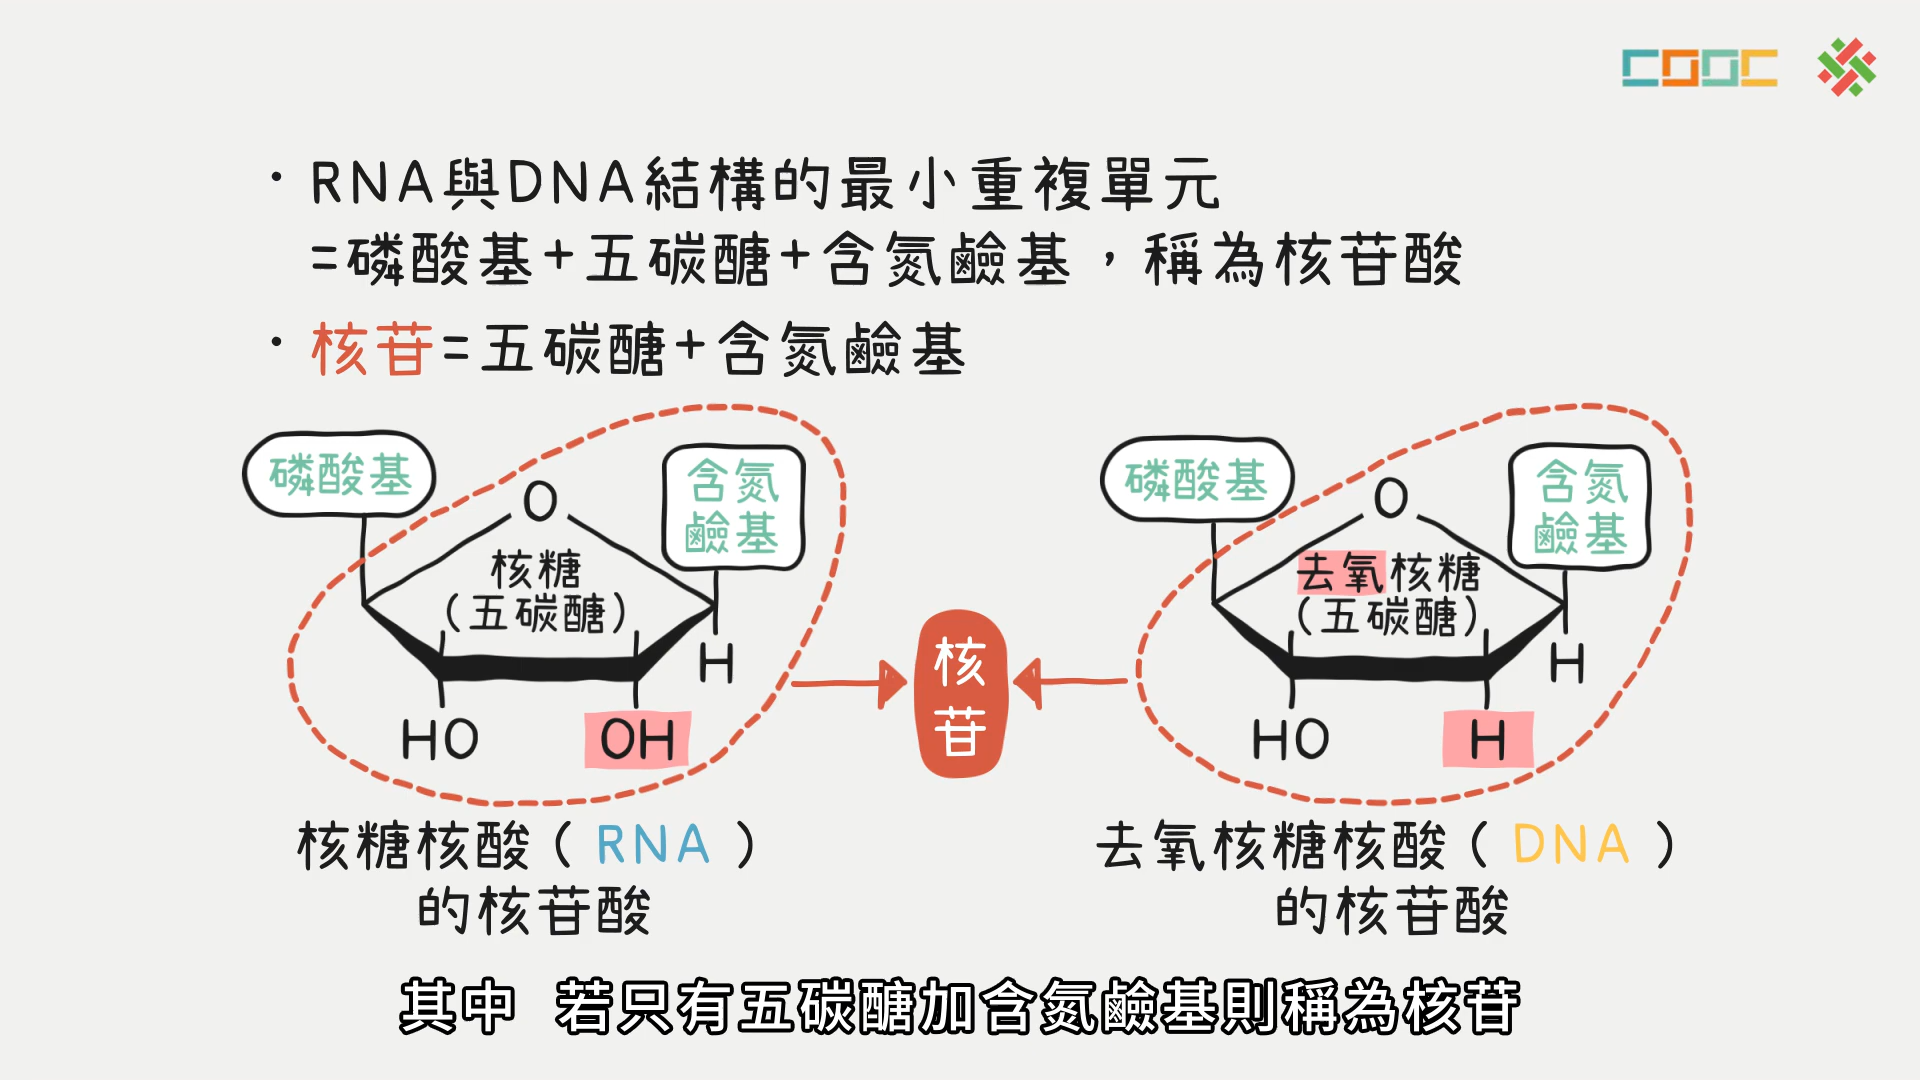 COOC
· RNA與DNA結構的最小重複單元
=磷酸基+五碳醣+含氮鹼基，稱為核苷酸
· 核苷=五碳醣+含氮鹼基
磷酸基
O
含氮
鹼基
核糖
（五碳醣）
H
HO
OH
核糖核酸（RNA）
的核苷酸
核
苷
磷酸基
O
含氮
鹼基
去氧核糖
（五碳醣）
H
HO
H
去氧核糖核酸（DNA）
的核苷酸
其中 若只有五碳醣加含氮鹼基則稱為核苷